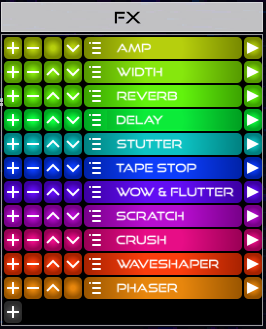 FX
AMP
WIDTH
REVERB
DELAY
STUTTER
TAPE STOP
WOW & FLUTTER
SCRATCH
CRUSH
WAVESHAPER
PHASER